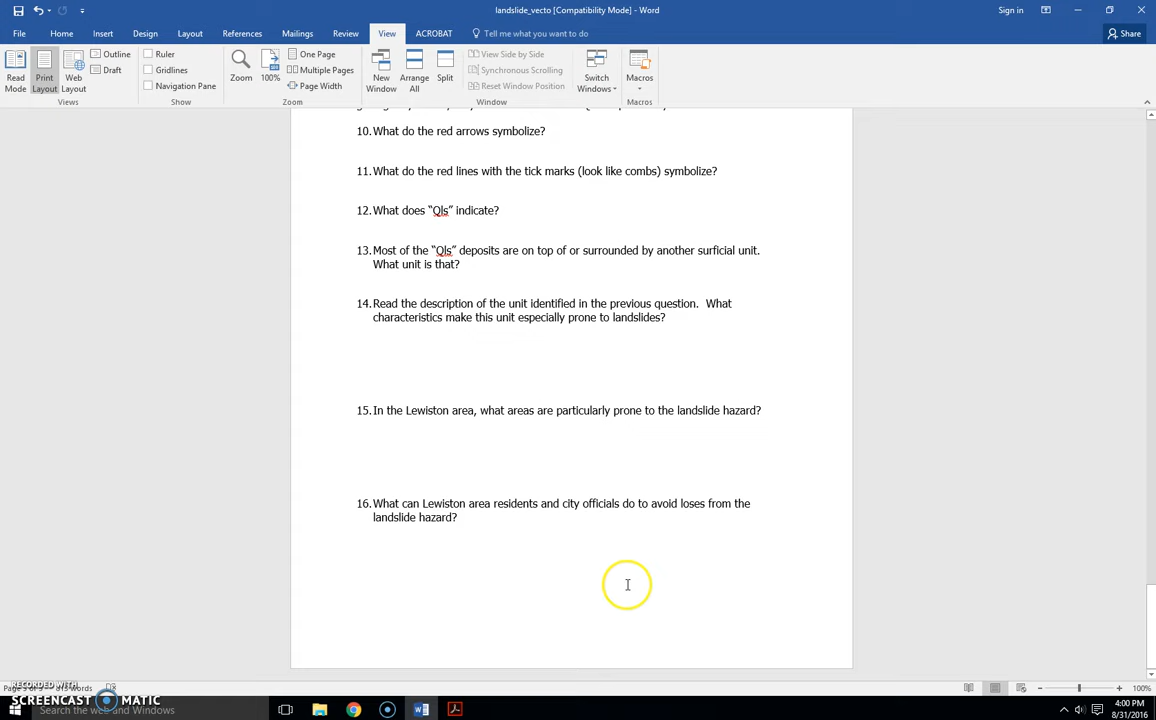 landslide_vecto [Compatibility Mode] - Word
Sign in
File Home Insert Design Layout References Mailings Review View ACROBAT Tell me what you want to do
Share
Read Mode
Print Layout
Web Layout
Outline
Draft
Views
Ruler
Gridlines
Navigation Pane
Show
Zoom
100%
One Page
Multiple Pages
Page Width
Zoom
New Window
Arrange All
Split
View Side by Side
Synchronous Scrolling
Reset Window Position
Window
Switch Windows
Macros
Macros
10. What do the red arrows symbolize?
11. What do the red lines with the tick marks (look like combs) symbolize?
12. What does “Qls” indicate?
13. Most of the “Qls” deposits are on top of or surrounded by another surficial unit.
What unit is that?
14. Read the description of the unit identified in the previous question. What
characteristics make this unit especially prone to landslides?
15. In the Lewiston area, what areas are particularly prone to the landslide hazard?
16. What can Lewiston area residents and city officials do to avoid loses from the
landslide hazard?
RECORDED WITH
SCREENCAST MATIC
words
100%
Search the web and Windows
4:00 PM
8/31/2016